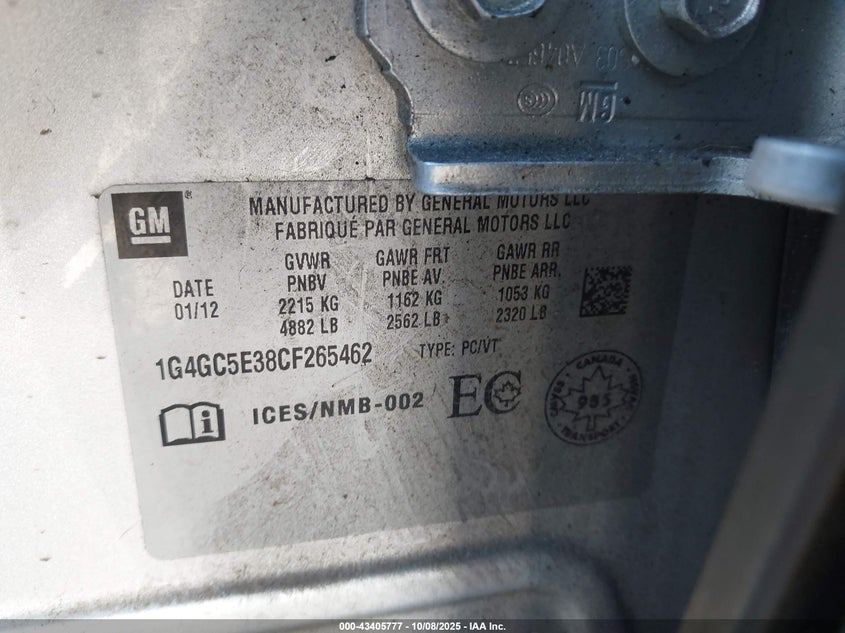 GM
GM
®
MANUFACTURED BY GENERAL MOTORS LLC
FABRIQUÉ PAR GENERAL MOTORS LLC
DATE
01/12
GVWR
PNBV
2215 KG
4882 LB
GAWR FRT
PNBE AV.
1162 KG
2562 LB
GAWR RR
PNBE ARR.
1053 KG
2320 LB
1G4GC5E38CF265462
TYPE: PC/VT
i ICES/NMB-002 EC
CANADA
985
TRANSPORT
000-43405777 - 10/08/2025 - IAA Inc.